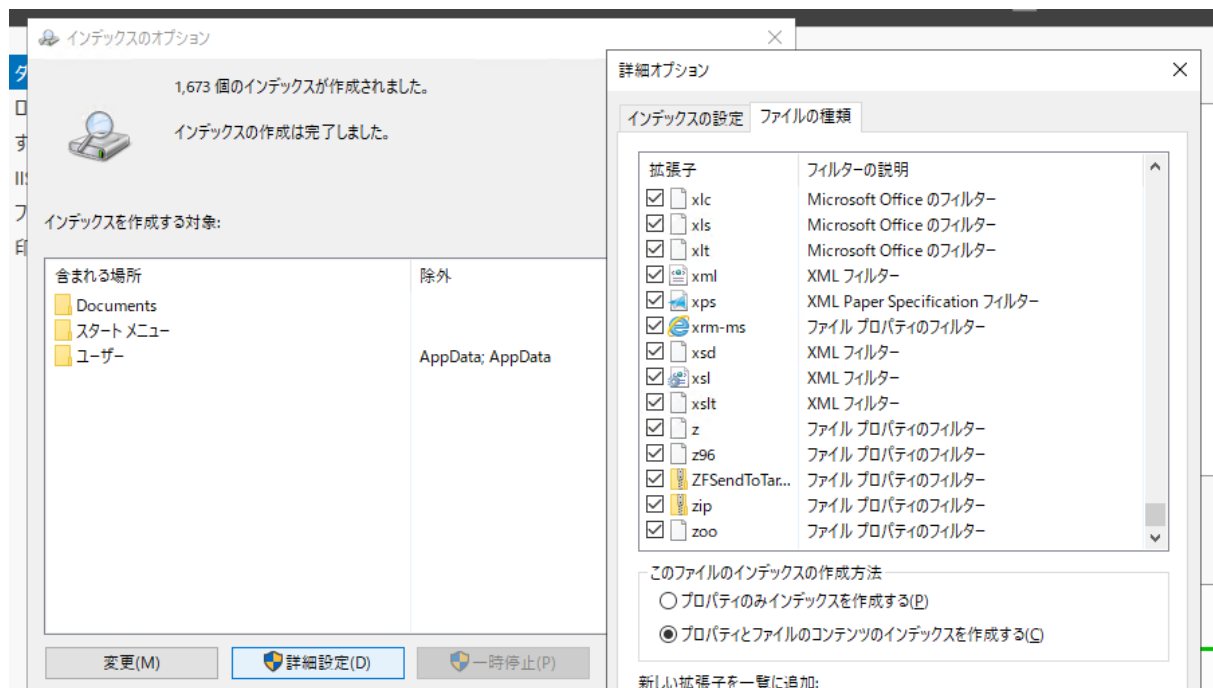 インデックスのオプション
1,673 個のインデックスが作成されました。
インデックスの作成は完了しました。
インデックスを作成する対象:
含まれる場所 除外
Documents
スタート メニュー
ユーザー AppData; AppData
変更(M) 詳細設定(D) 一時停止(P)
詳細オプション
インデックスの設定 ファイルの種類
拡張子 フィルターの説明
xlc Microsoft Office のフィルター
xls Microsoft Office のフィルター
xlt Microsoft Office のフィルター
xml XML フィルター
xps XML Paper Specification フィルター
xrm-ms ファイル プロパティのフィルター
xsd XML フィルター
xsl XML フィルター
xslt XML フィルター
z ファイル プロパティのフィルター
z96 ファイル プロパティのフィルター
ZFSendToTar... ファイル プロパティのフィルター
zip ファイル プロパティのフィルター
zoo ファイル プロパティのフィルター
このファイルのインデックスの作成方法
プロパティのみインデックスを作成する(P)
プロパティとファイルのコンテンツのインデックスを作成する(C)
新しい拡張子を一覧に追加: